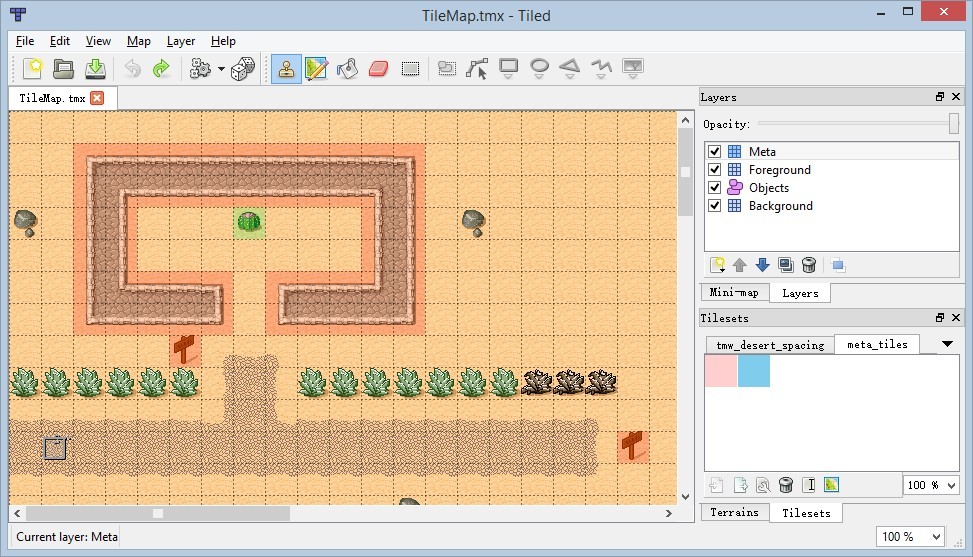 TileMap.tmx - Tiled
File Edit View Map Layer Help
TileMap.tmx
Layers
Opacity:
Meta
Foreground
Objects
Background
Mini-map Layers
Tilesets
tmw_desert_spacing meta_tiles
100 %
Terrains Tilesets
Current layer: Meta
100 %